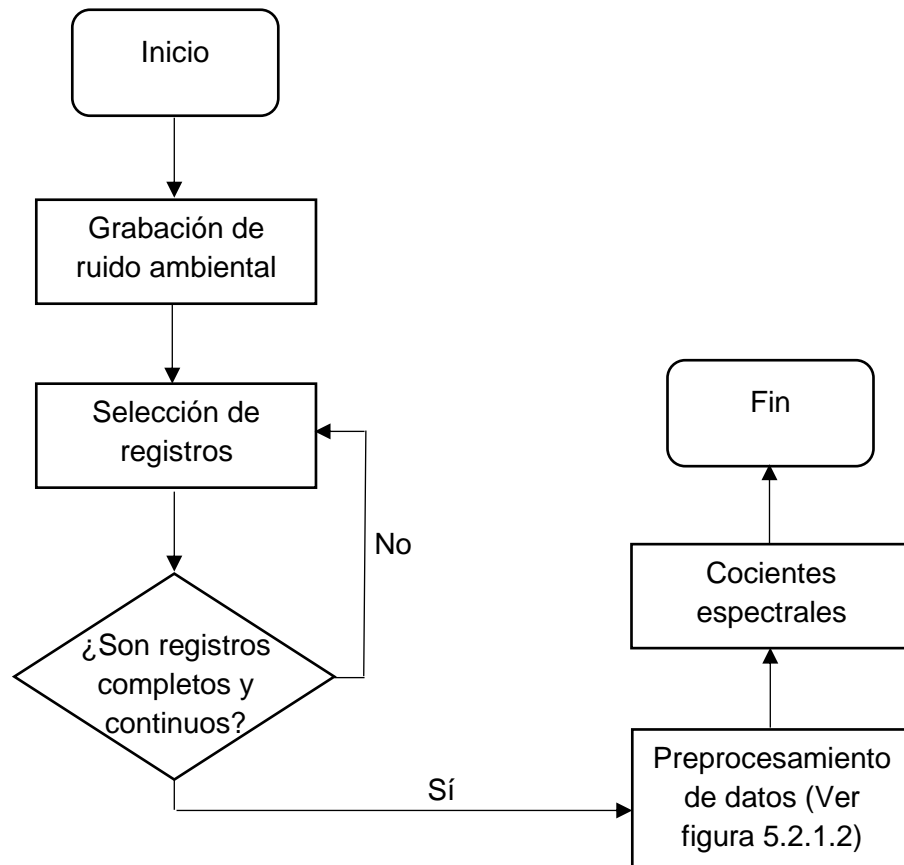 Inicio
Grabación de
ruido ambiental
Selección de
registros
No
¿Son registros
completos y
continuos?
Sí
Preprocesamiento
de datos (Ver
figura 5.2.1.2)
Cocientes
espectrales
Fin